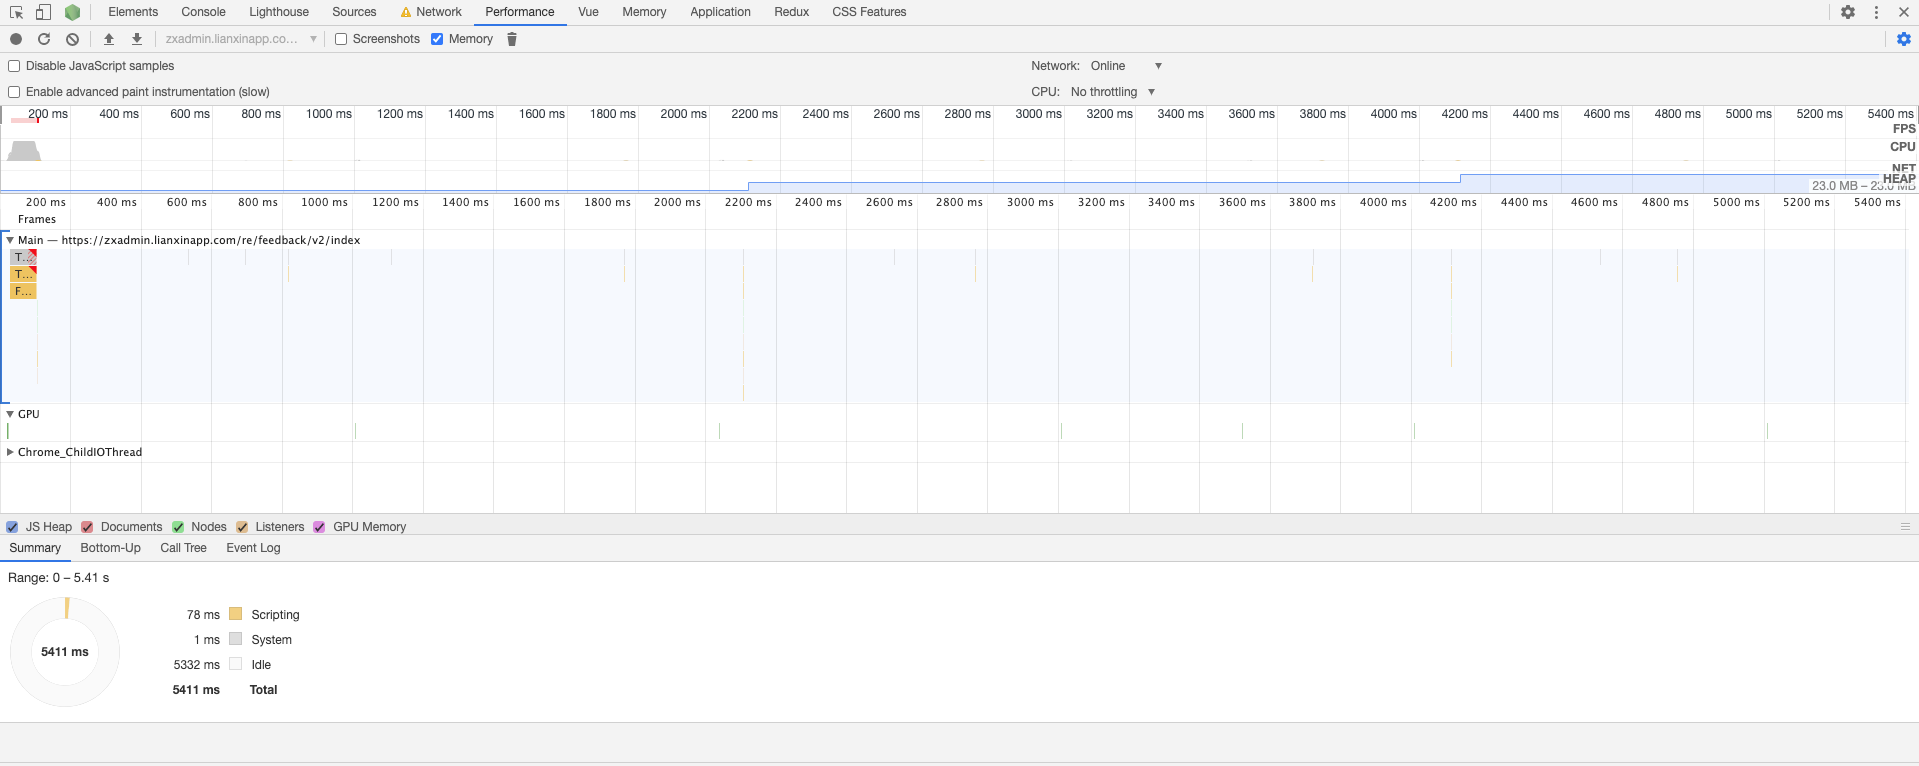 Elements Console Lighthouse Sources Network Performance Vue Memory Application Redux CSS Features
zxadmin.lianxinapp.co... Screenshots Memory
Disable JavaScript samples Network: Online
Enable advanced paint instrumentation (slow) CPU: No throttling
200 ms 400 ms 600 ms 800 ms 1000 ms 1200 ms 1400 ms 1600 ms 1800 ms 2000 ms 2200 ms 2400 ms 2600 ms 2800 ms 3000 ms 3200 ms 3400 ms 3600 ms 3800 ms 4000 ms 4200 ms 4400 ms 4600 ms 4800 ms 5000 ms 5200 ms 5400 ms
FPS
CPU
NET
HEAP
23.0 MB – 23.0 MB
200 ms 400 ms 600 ms 800 ms 1000 ms 1200 ms 1400 ms 1600 ms 1800 ms 2000 ms 2200 ms 2400 ms 2600 ms 2800 ms 3000 ms 3200 ms 3400 ms 3600 ms 3800 ms 4000 ms 4200 ms 4400 ms 4600 ms 4800 ms 5000 ms 5200 ms 5400 ms
Frames
Main — https://zxadmin.lianxinapp.com/re/feedback/v2/index
T...
T...
F...
GPU
Chrome_ChildIOThread
JS Heap Documents Nodes Listeners GPU Memory
Summary Bottom-Up Call Tree Event Log
Range: 0 – 5.41 s
5411 ms
78 ms Scripting
1 ms System
5332 ms Idle
5411 ms Total